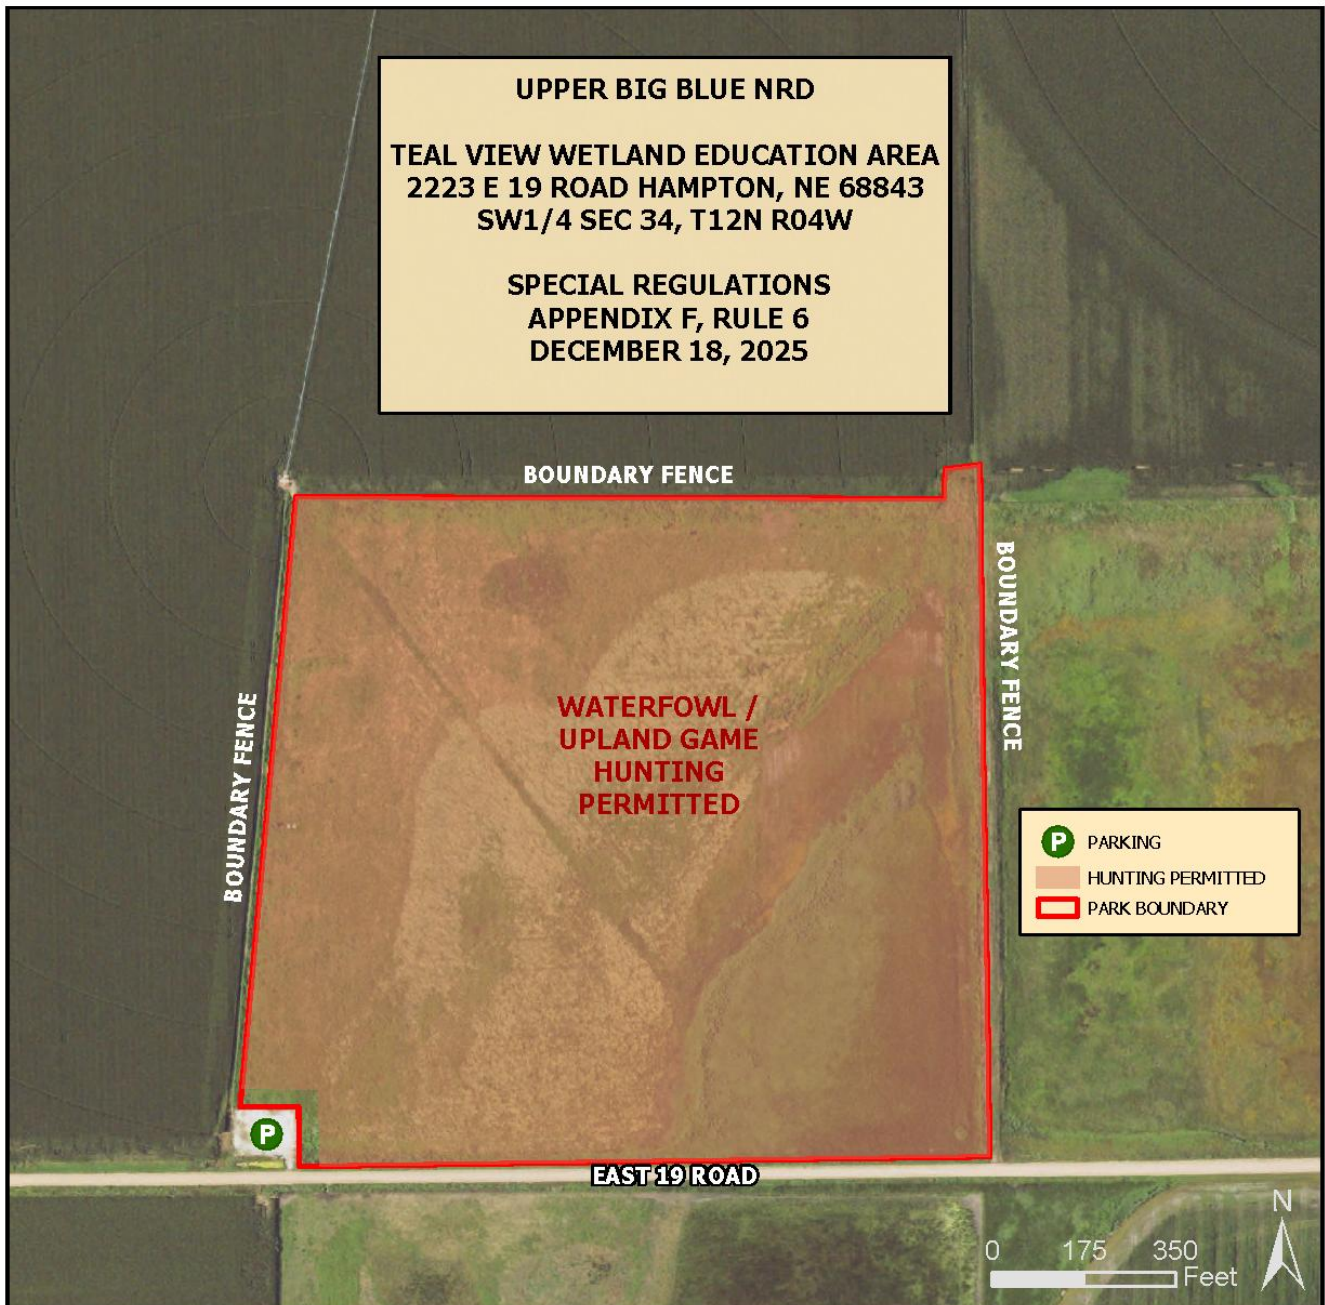 UPPER BIG BLUE NRD
TEAL VIEW WETLAND EDUCATION AREA
2223 E 19 ROAD HAMPTON, NE 68843
SW1/4 SEC 34, T12N R04W
SPECIAL REGULATIONS
APPENDIX F, RULE 6
DECEMBER 18, 2025
BOUNDARY FENCE
BOUNDARY FENCE
BOUNDARY FENCE
WATERFOWL /
UPLAND GAME
HUNTING
PERMITTED
P PARKING
HUNTING PERMITTED
PARK BOUNDARY
P
EAST 19 ROAD
N
0 175 350
Feet